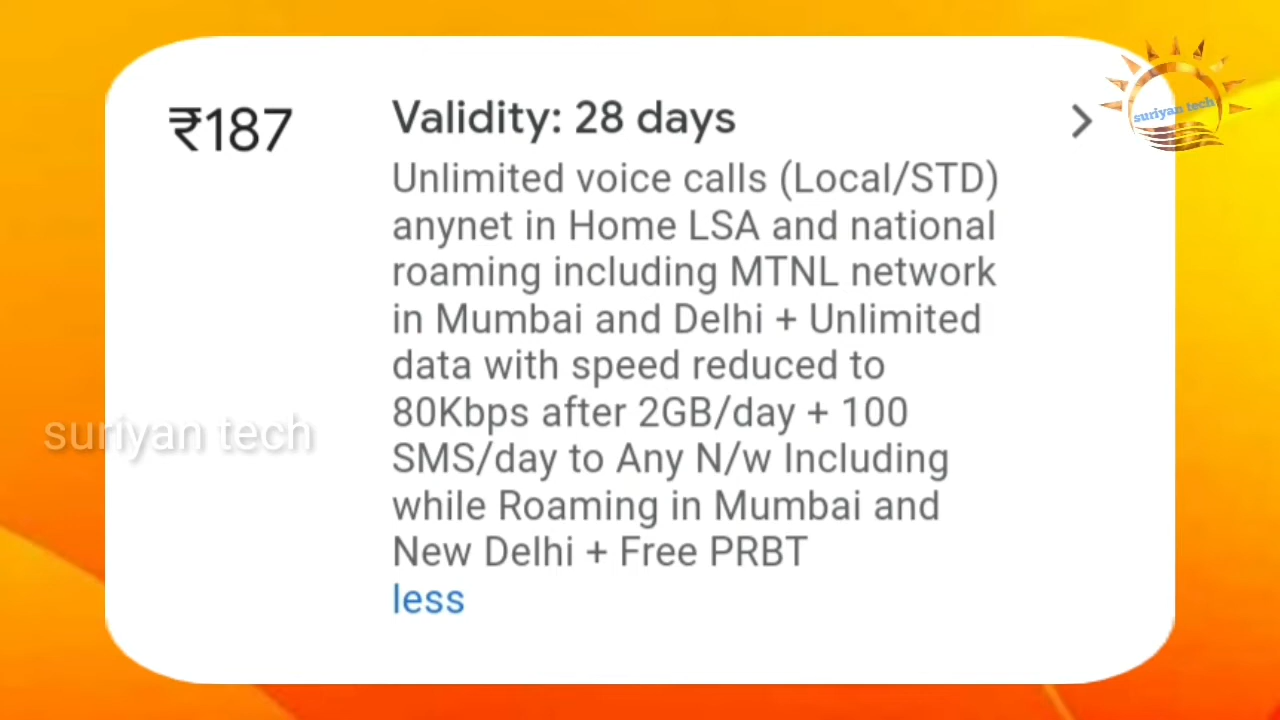 ₹187
Validity: 28 days
Unlimited voice calls (Local/STD)
anynet in Home LSA and national
roaming including MTNL network
in Mumbai and Delhi + Unlimited
data with speed reduced to
80Kbps after 2GB/day + 100
SMS/day to Any N/w Including
while Roaming in Mumbai and
New Delhi + Free PRBT
less
suriyan tech
suriyan tech